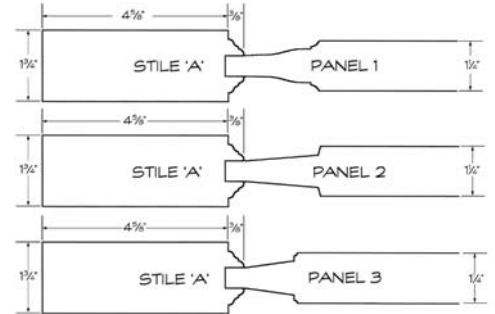 4⅝" ⅜"
1¾" STILE 'A' PANEL 1 1¼"
4⅝" ⅜"
1¾" STILE 'A' PANEL 2 1¼"
4⅝" ⅜"
1¾" STILE 'A' PANEL 3 1¼"